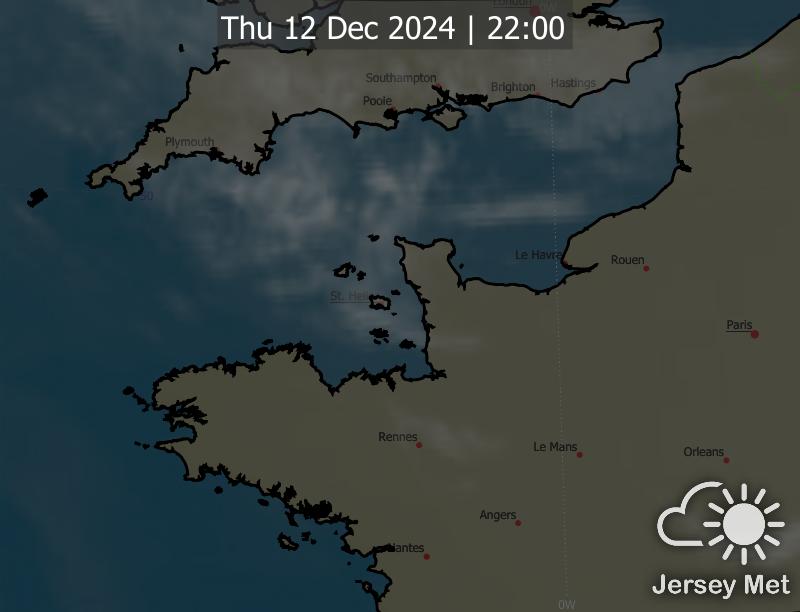 London
Thu 12 Dec 2024 | 22:00
Southampton
Brighton
Hastings
Poole
Plymouth
50
Le Havre
Rouen
St. Hel
Paris
Rennes
Le Mans
Orleans
Angers
Nantes
Jersey Met
0W